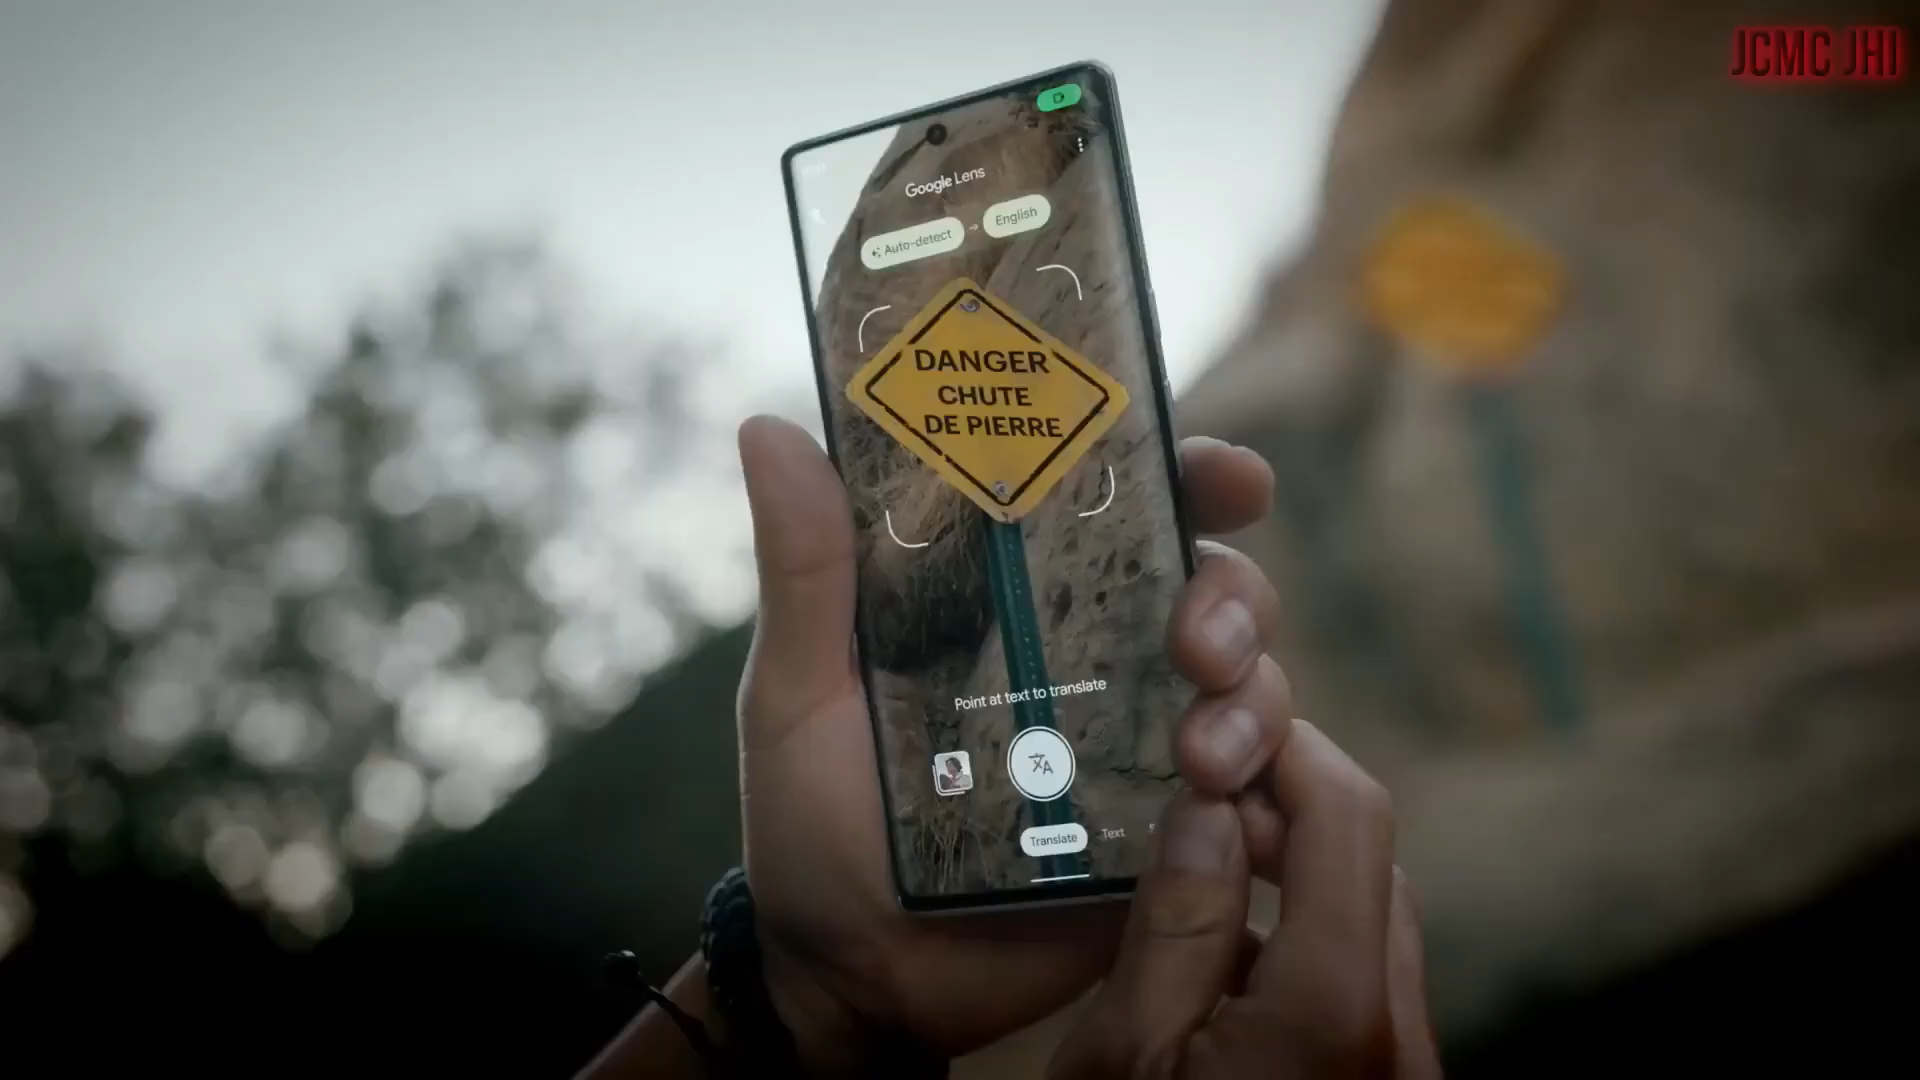 JCMC JHI
Google Lens
Auto-detect → English
DANGER
CHUTE
DE PIERRE
Point at text to translate
Translate Text